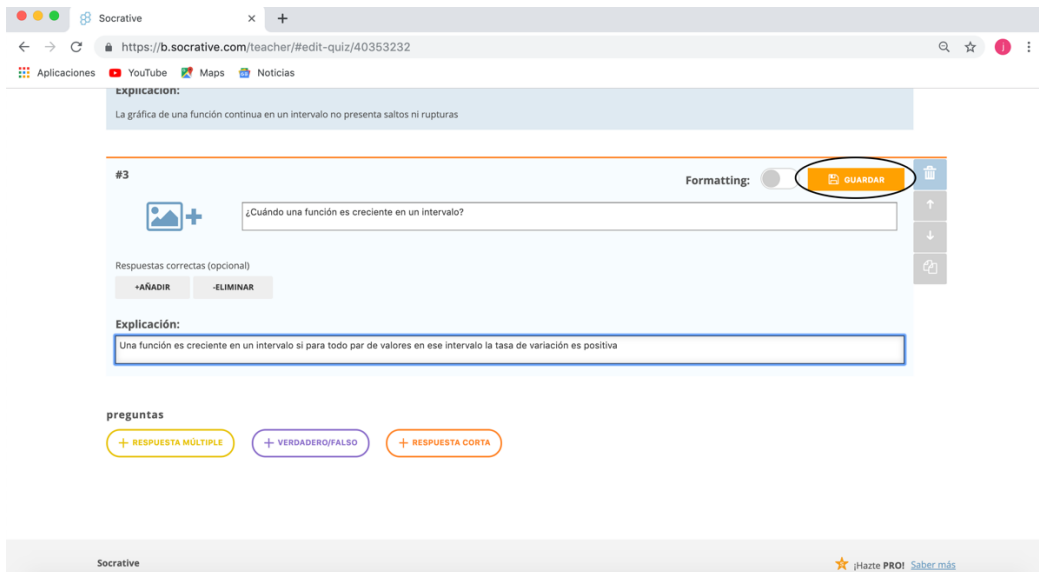 Socrative
https://b.socrative.com/teacher/#edit-quiz/40353232
j
Aplicaciones YouTube Maps Noticias
Explicación:
La gráfica de una función continua en un intervalo no presenta saltos ni rupturas
#3
Formatting: GUARDAR
¿Cuándo una función es creciente en un intervalo?
Respuestas correctas (opcional)
+AÑADIR -ELIMINAR
Explicación:
Una función es creciente en un intervalo si para todo par de valores en ese intervalo la tasa de variación es positiva
preguntas
+ RESPUESTA MÚLTIPLE + VERDADERO/FALSO + RESPUESTA CORTA
Socrative ¡Hazte PRO! Saber más